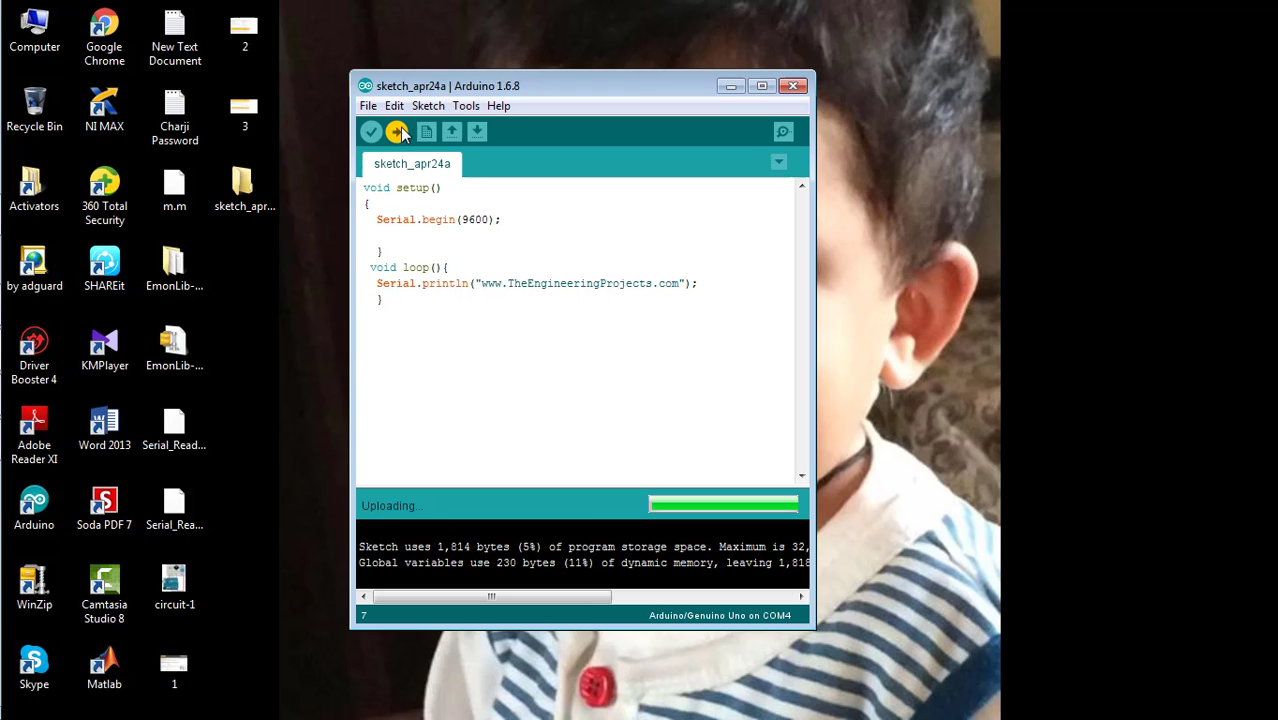 Computer
Google
Chrome
New Text
Document
2
Recycle Bin
NI MAX
Charji
Password
3
Activators
360 Total
Security
m.m
sketch_apr...
by adguard
SHAREit
EmonLib-...
Driver
Booster 4
KMPlayer
EmonLib-...
Adobe
Reader XI
Word 2013
Serial_Read...
Arduino
Soda PDF 7
Serial_Rea...
WinZip
Camtasia
Studio 8
circuit-1
Skype
Matlab
1
sketch_apr24a | Arduino 1.6.8
File Edit Sketch Tools Help
sketch_apr24a
void setup()
{
Serial.begin(9600);
}
void loop(){
Serial.println("www.TheEngineeringProjects.com");
}
Uploading...
Sketch uses 1,814 bytes (5%) of program storage space. Maximum is 32,
Global variables use 230 bytes (11%) of dynamic memory, leaving 1,818
7
Arduino/Genuino Uno on COM4